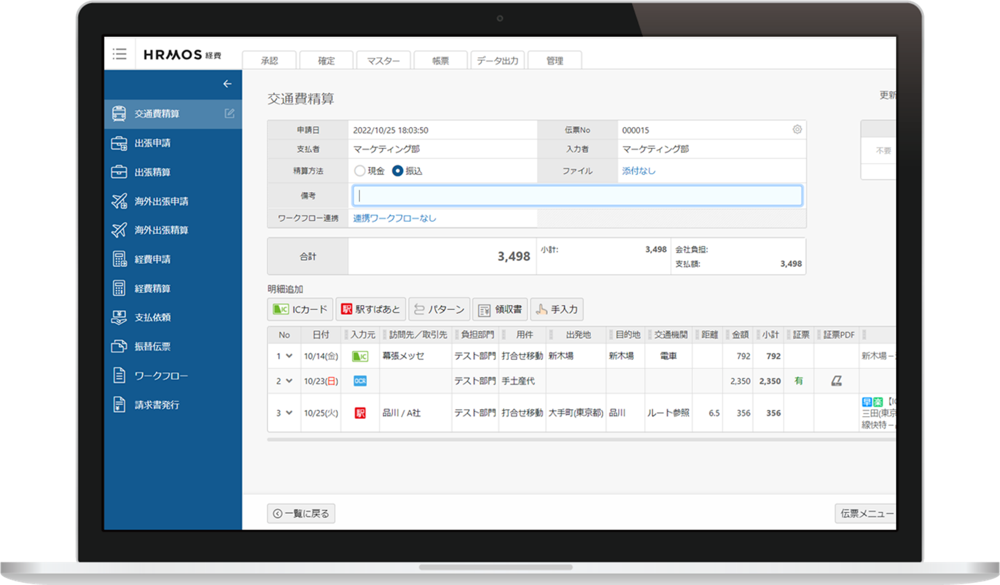 HRMOS 経費
承認 確定 マスター 帳票 データ出力 管理
交通費精算
出張申請
出張精算
海外出張申請
海外出張精算
経費申請
経費精算
支払依頼
振替伝票
ワークフロー
請求書発行
交通費精算
更新
申請日 2022/10/25 18:03:50 伝票No 000015
支払者 マーケティング部 入力者 マーケティング部
不要
精算方法 現金 振込 ファイル 添付なし
備考
ワークフロー連携 連携ワークフローなし
合計 3,498 小計: 3,498 会社負担:
支払額: 3,498
明細追加
IC ICカード 駅 駅すぱあと パターン 領収書 手入力
No 日付 入力元 訪問先／取引先 負担部門 用件 出発地 目的地 交通機関 距離 金額 小計 証票 証票PDF
1 10/14(金) IC 幕張メッセ テスト部門 打合せ移動 新木場 新木場 電車 792 792 新木場－
2 10/23(日) OCR テスト部門 手土産代 2,350 2,350 有
3 10/25(火) 駅 品川 / A社 テスト部門 打合せ移動 大手町(東京都) 品川 ルート参照 6.5 356 356
早 楽 【I
三田(東京
線快特－
一覧に戻る
伝票メニュー